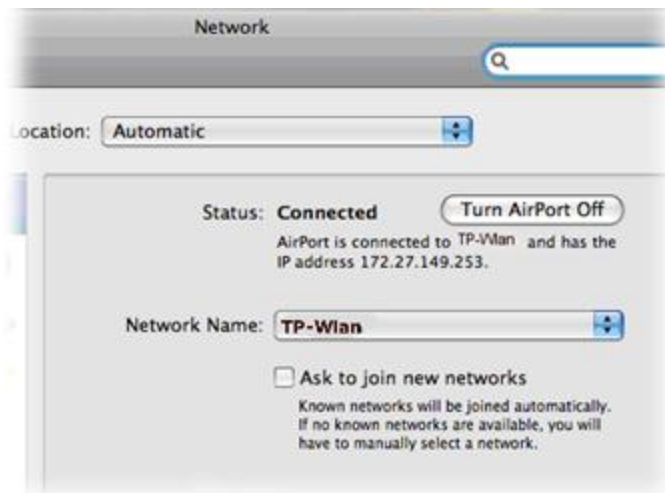 Network
Location: Automatic
Status: Connected Turn AirPort Off
AirPort is connected to TP-Wlan and has the
IP address 172.27.149.253.
Network Name: TP-Wlan
Ask to join new networks
Known networks will be joined automatically.
If no known networks are available, you will
have to manually select a network.